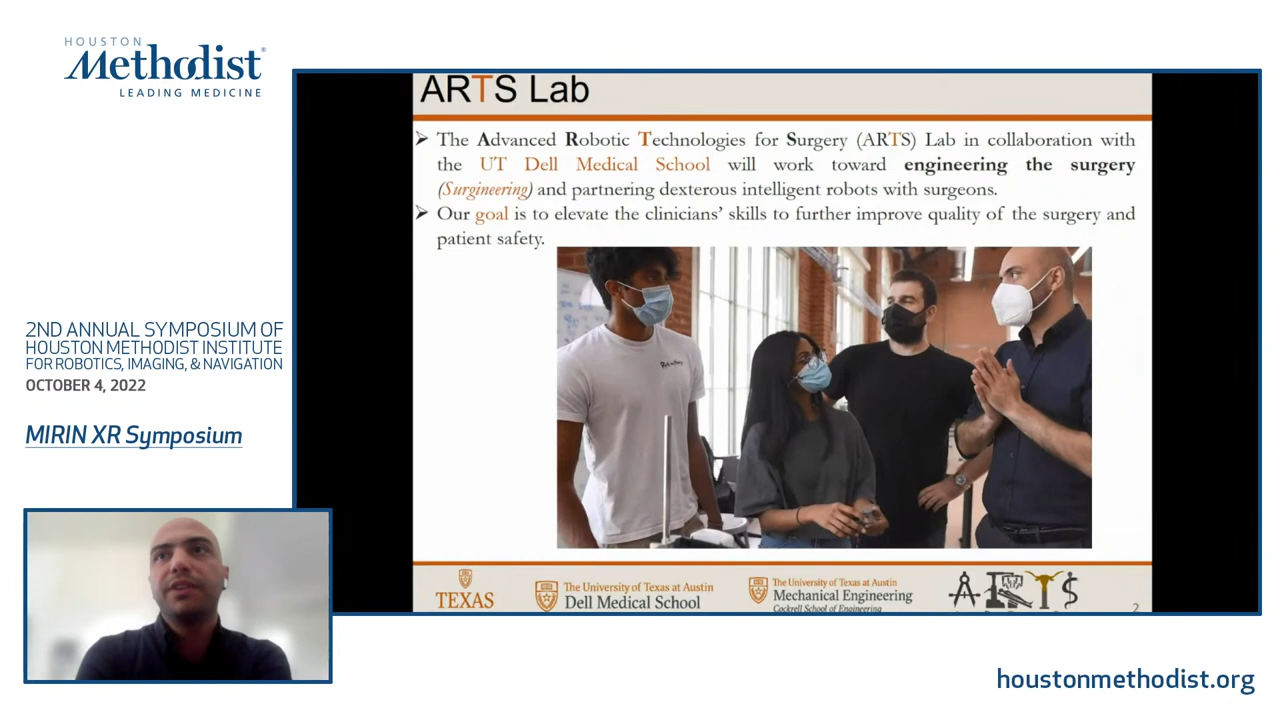 HOUSTON
Methodist®
LEADING MEDICINE
2ND ANNUAL SYMPOSIUM OF
HOUSTON METHODIST INSTITUTE
FOR ROBOTICS, IMAGING, & NAVIGATION
OCTOBER 4, 2022
MIRIN XR Symposium
ARTS Lab
➢ The Advanced Robotic Technologies for Surgery (ARTS) Lab in collaboration with
the UT Dell Medical School will work toward engineering the surgery
(Surgineering) and partnering dexterous intelligent robots with surgeons.
➢ Our goal is to elevate the clinicians' skills to further improve quality of the surgery and
patient safety.
TEXAS
The University of Texas at Austin
Dell Medical School
The University of Texas at Austin
Mechanical Engineering
Cockrell School of Engineering
ARTS
2
houstonmethodist.org